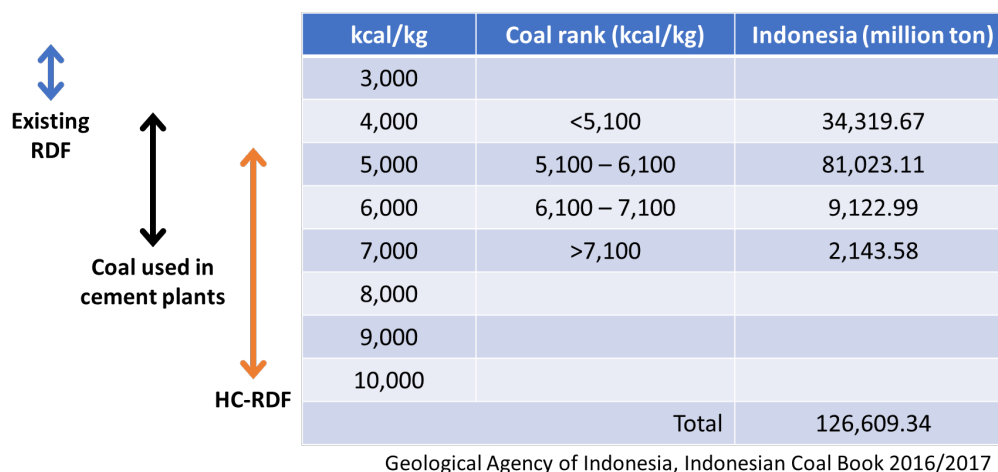 kcal/kg Coal rank (kcal/kg) Indonesia (million ton)
3,000
4,000 <5,100 34,319.67
5,000 5,100 – 6,100 81,023.11
6,000 6,100 – 7,100 9,122.99
7,000 >7,100 2,143.58
8,000
9,000
10,000
Total 126,609.34
Existing
RDF
Coal used in
cement plants
HC-RDF
Geological Agency of Indonesia, Indonesian Coal Book 2016/2017